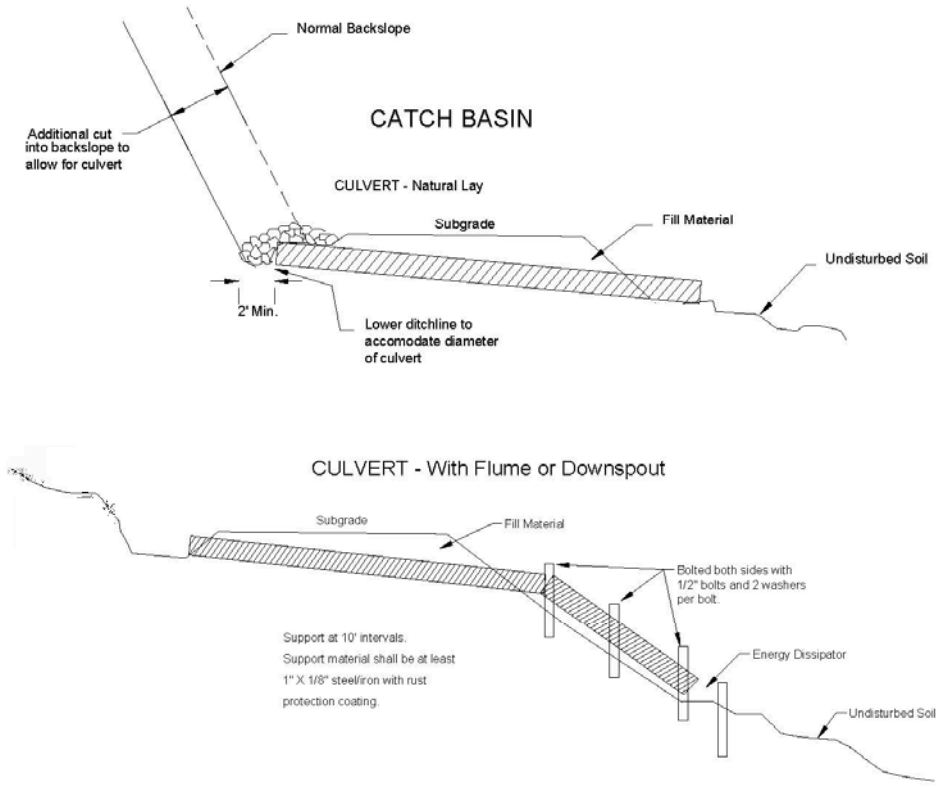 Normal Backslope
CATCH BASIN
Additional cut
into backslope to
allow for culvert
CULVERT - Natural Lay
Subgrade
Fill Material
Undisturbed Soil
2' Min.
Lower ditchline to
accomodate diameter
of culvert
CULVERT - With Flume or Downspout
Subgrade
Fill Material
Bolted both sides with
1/2" bolts and 2 washers
per bolt.
Support at 10' intervals.
Support material shall be at least
1" X 1/8" steel/iron with rust
protection coating.
Energy Dissipator
Undisturbed Soil